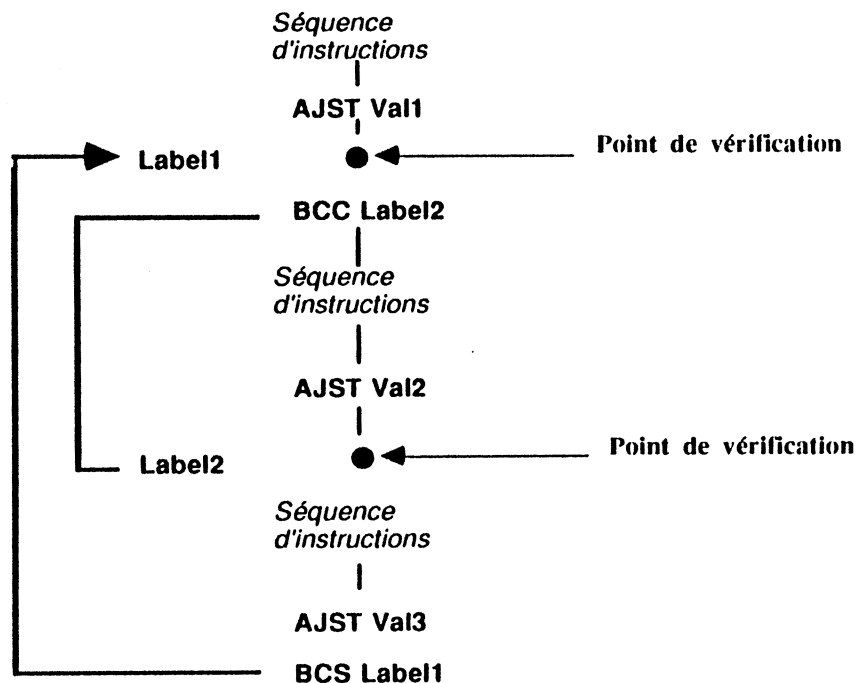 Séquence
d'instructions
AJST Val1
Label1
Point de vérification
BCC Label2
Séquence
d'instructions
AJST Val2
Label2
Point de vérification
Séquence
d'instructions
AJST Val3
BCS Label1